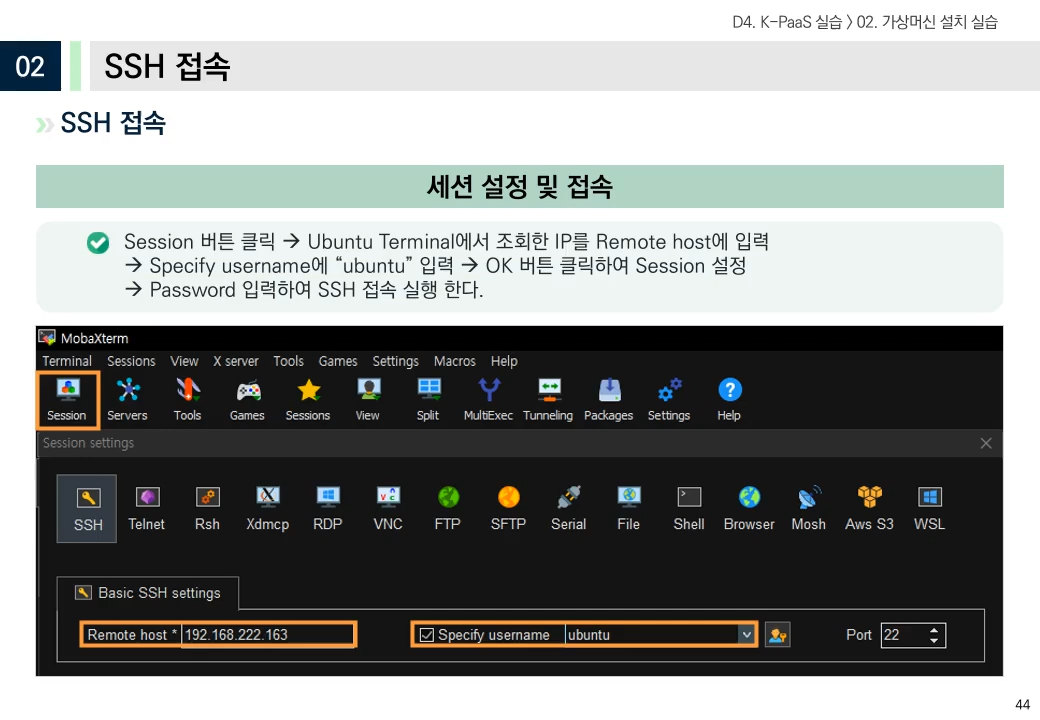 D4. K-PaaS 실습 > 02. 가상머신 설치 실습
02
SSH 접속
SSH 접속
세션 설정 및 접속
Session 버튼 클릭 → Ubuntu Terminal에서 조회한 IP를 Remote host에 입력
→ Specify username에 “ubuntu” 입력 → OK 버튼 클릭하여 Session 설정
→ Password 입력하여 SSH 접속 실행 한다.
MobaXterm
Terminal Sessions View X server Tools Games Settings Macros Help
Session Servers Tools Games Sessions View Split MultiExec Tunneling Packages Settings Help
Session settings
SSH Telnet Rsh Xdmcp RDP VNC FTP SFTP Serial File Shell Browser Mosh Aws S3 WSL
Basic SSH settings
Remote host * 192.168.222.163 Specify username ubuntu Port 22
44